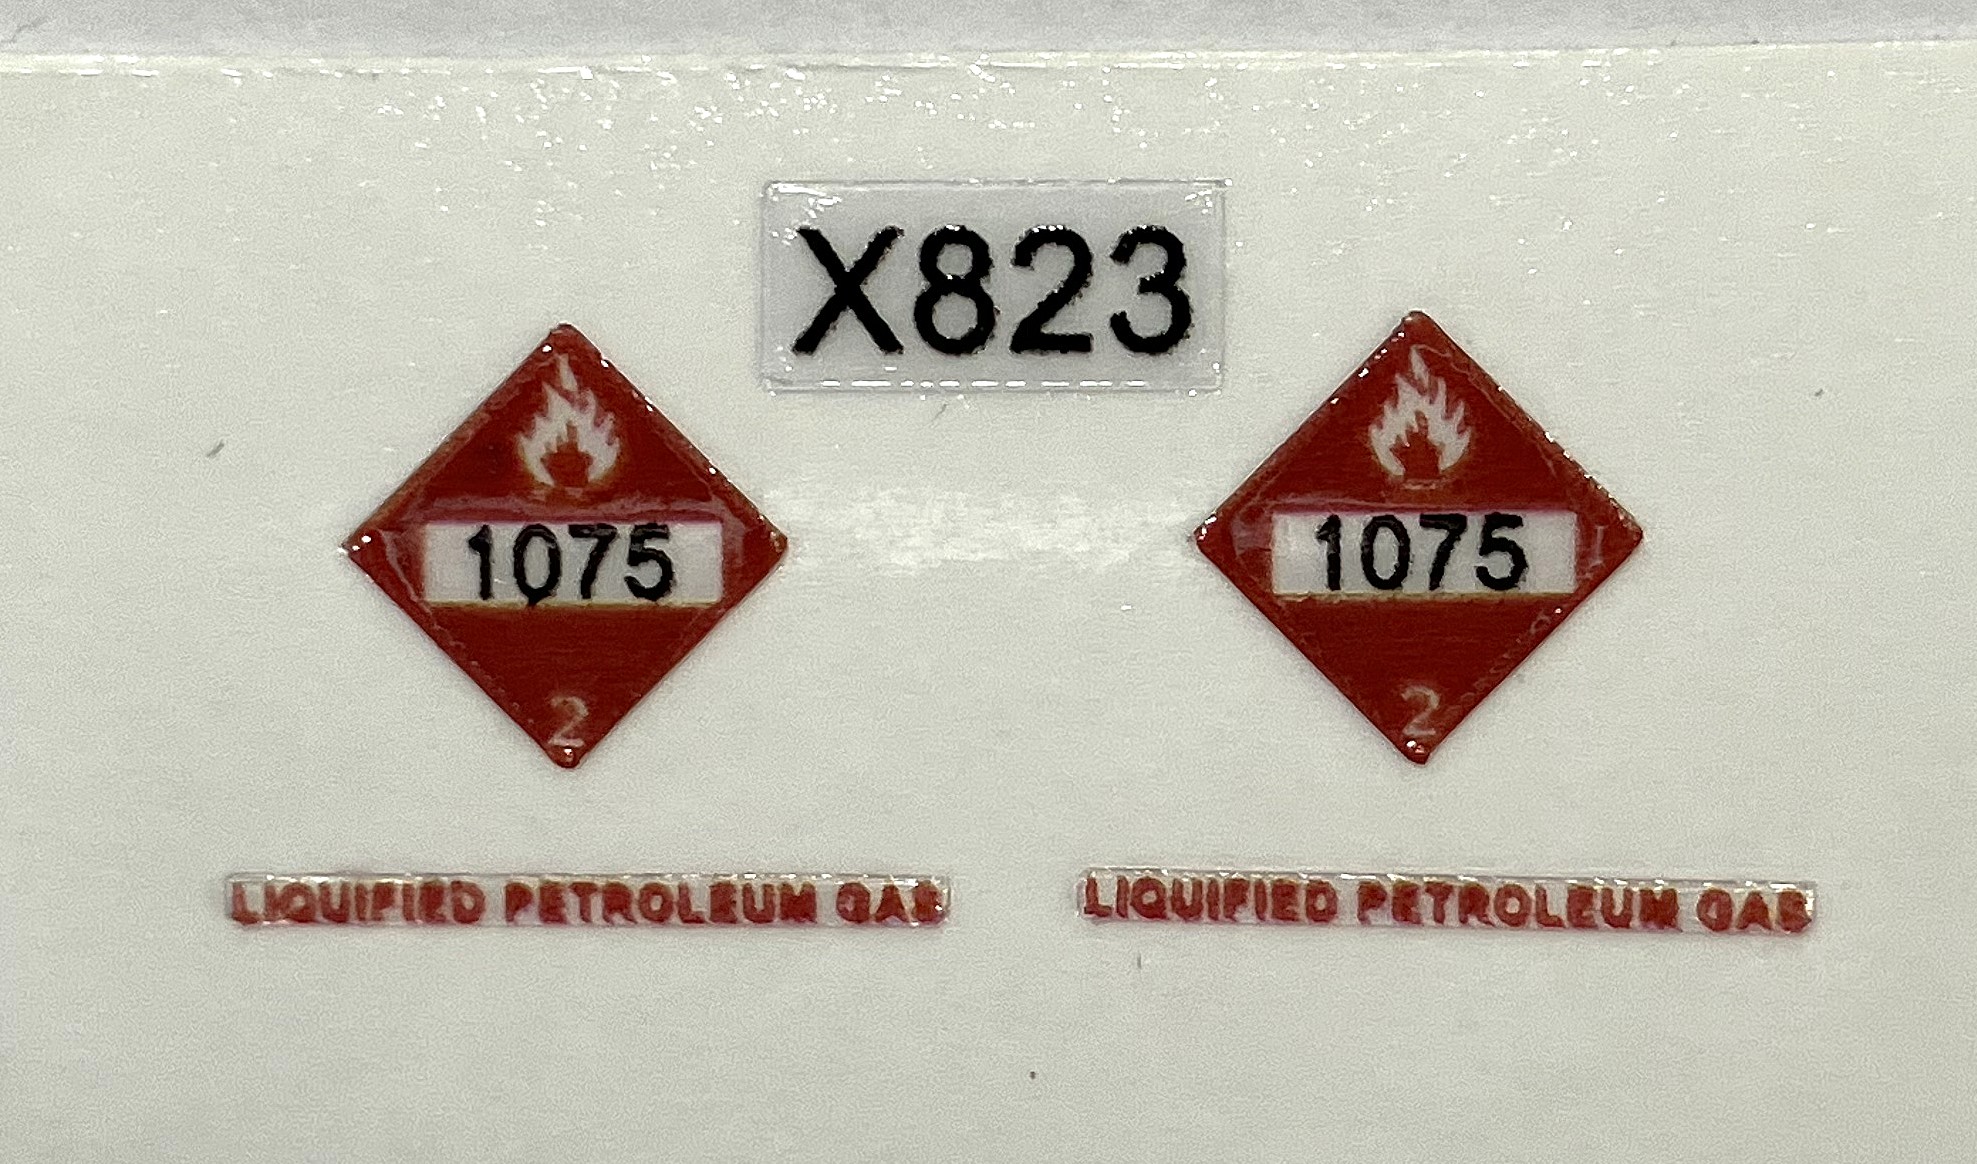 X823
1075
2
1075
2
LIQUIFIED PETROLEUM GAS
LIQUIFIED PETROLEUM GAS